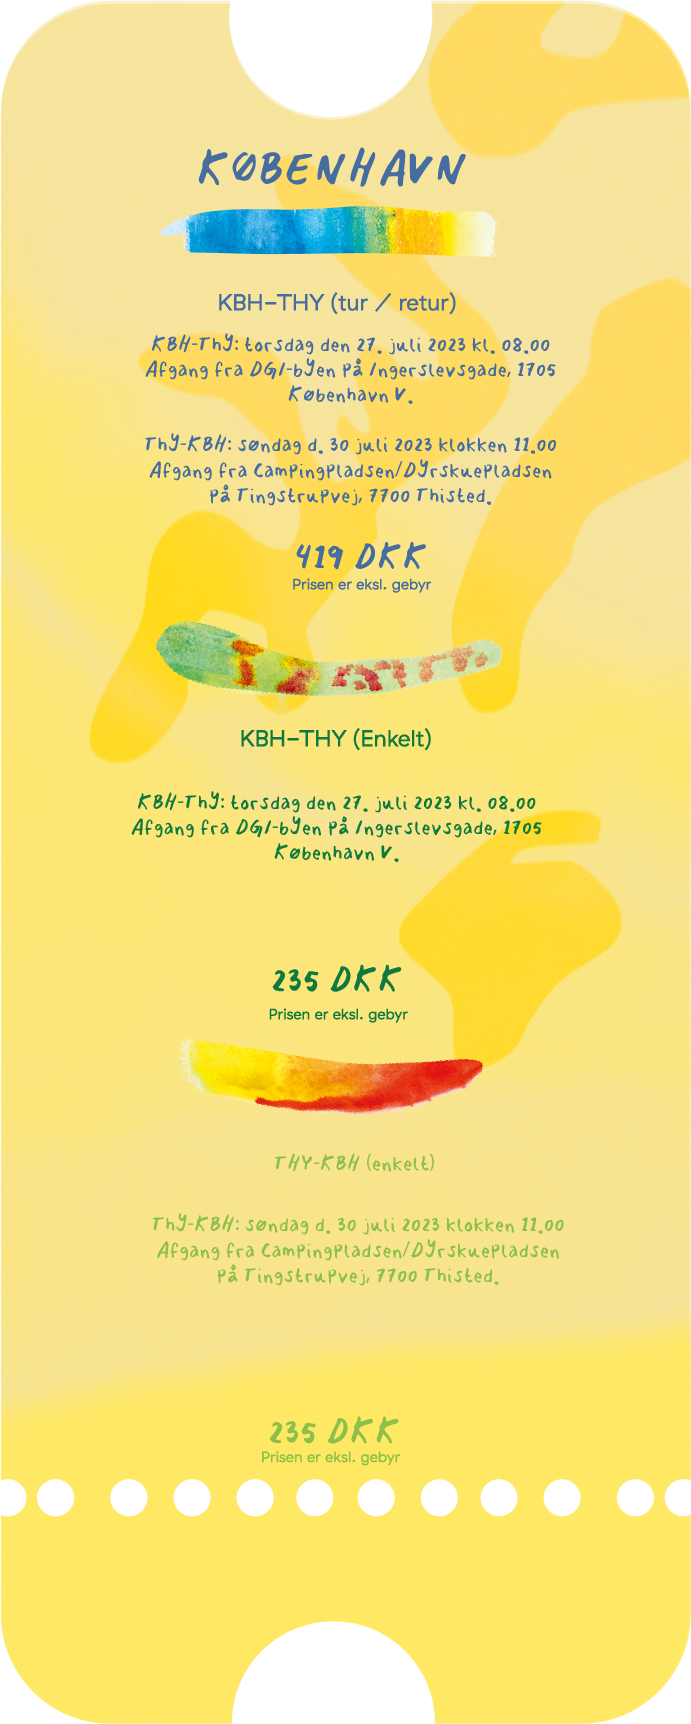 KØBENHAVN
KBH-THY (tur / retur)
KBH-Thy: torsdag den 27. juli 2023 kl. 08.00
Afgang fra DGI-byen på Ingerslevsgade, 1705
København V.
Thy-KBH: søndag d. 30 juli 2023 klokken 11.00
Afgang fra Campingpladsen/Dyrskuepladsen
på Tingstrupvej, 7700 Thisted.
419 DKK
Prisen er eksl. gebyr
KBH-THY (Enkelt)
KBH-Thy: torsdag den 27. juli 2023 kl. 08.00
Afgang fra DGI-byen på Ingerslevsgade, 1705
København V.
235 DKK
Prisen er eksl. gebyr
THY-KBH (enkelt)
Thy-KBH: søndag d. 30 juli 2023 klokken 11.00
Afgang fra Campingpladsen/Dyrskuepladsen
på Tingstrupvej, 7700 Thisted.
235 DKK
Prisen er eksl. gebyr